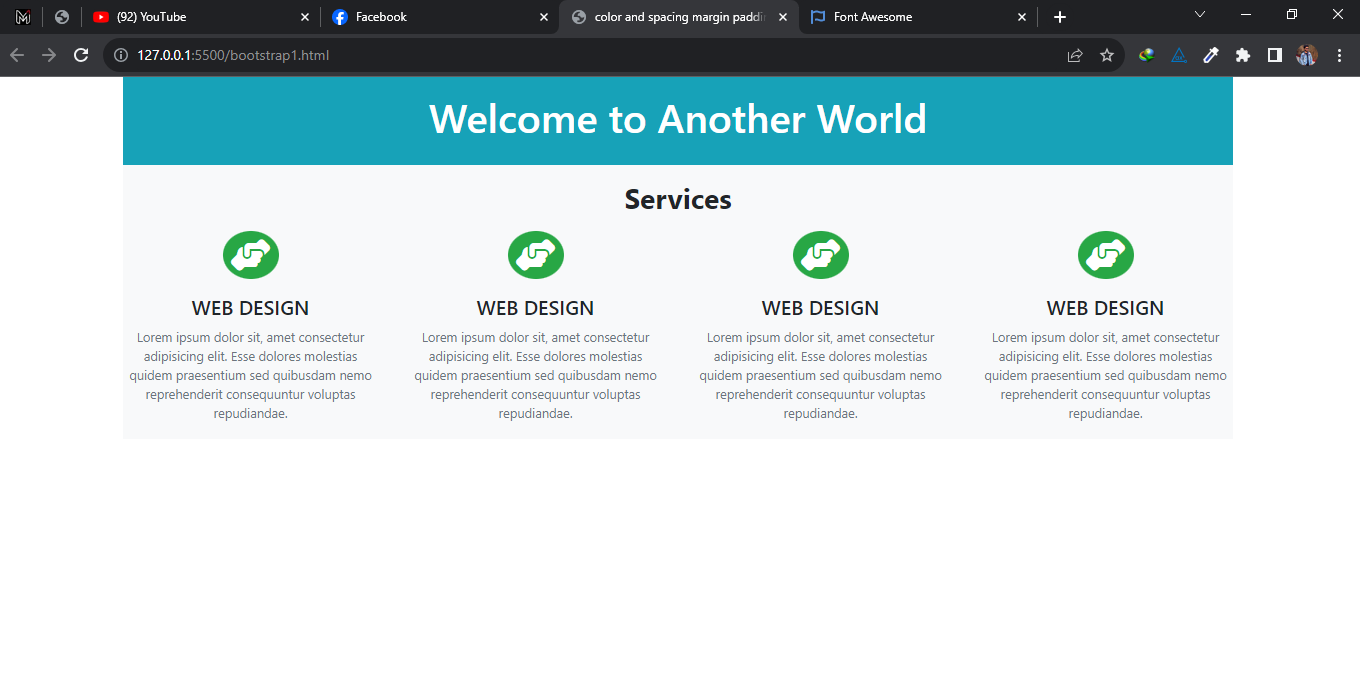 (92) YouTube
Facebook
color and spacing margin paddi
Font Awesome
127.0.0.1:5500/bootstrap1.html
Welcome to Another World
Services
WEB DESIGN
Lorem ipsum dolor sit, amet consectetur
adipisicing elit. Esse dolores molestias
quidem praesentium sed quibusdam nemo
reprehenderit consequuntur voluptas
repudiandae.
WEB DESIGN
Lorem ipsum dolor sit, amet consectetur
adipisicing elit. Esse dolores molestias
quidem praesentium sed quibusdam nemo
reprehenderit consequuntur voluptas
repudiandae.
WEB DESIGN
Lorem ipsum dolor sit, amet consectetur
adipisicing elit. Esse dolores molestias
quidem praesentium sed quibusdam nemo
reprehenderit consequuntur voluptas
repudiandae.
WEB DESIGN
Lorem ipsum dolor sit, amet consectetur
adipisicing elit. Esse dolores molestias
quidem praesentium sed quibusdam nemo
reprehenderit consequuntur voluptas
repudiandae.